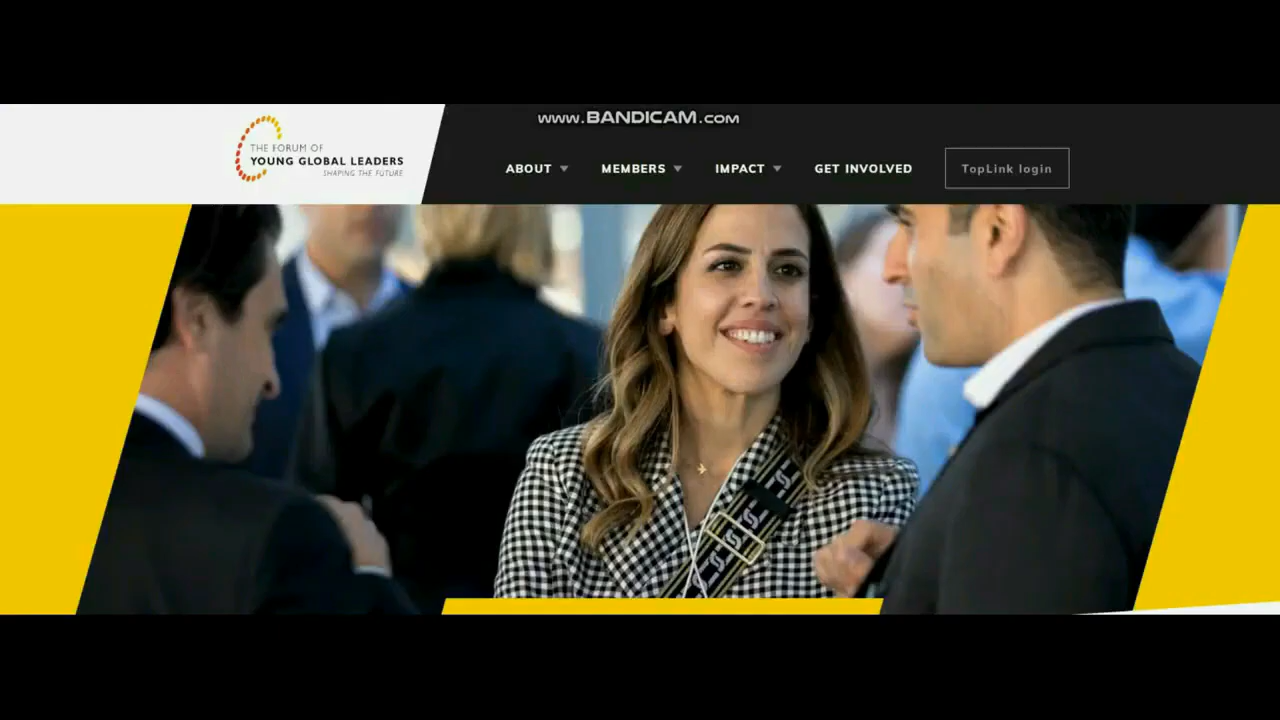 www.BANDICAM.com
THE FORUM OF
YOUNG GLOBAL LEADERS
SHAPING THE FUTURE
ABOUT MEMBERS IMPACT GET INVOLVED TopLink login